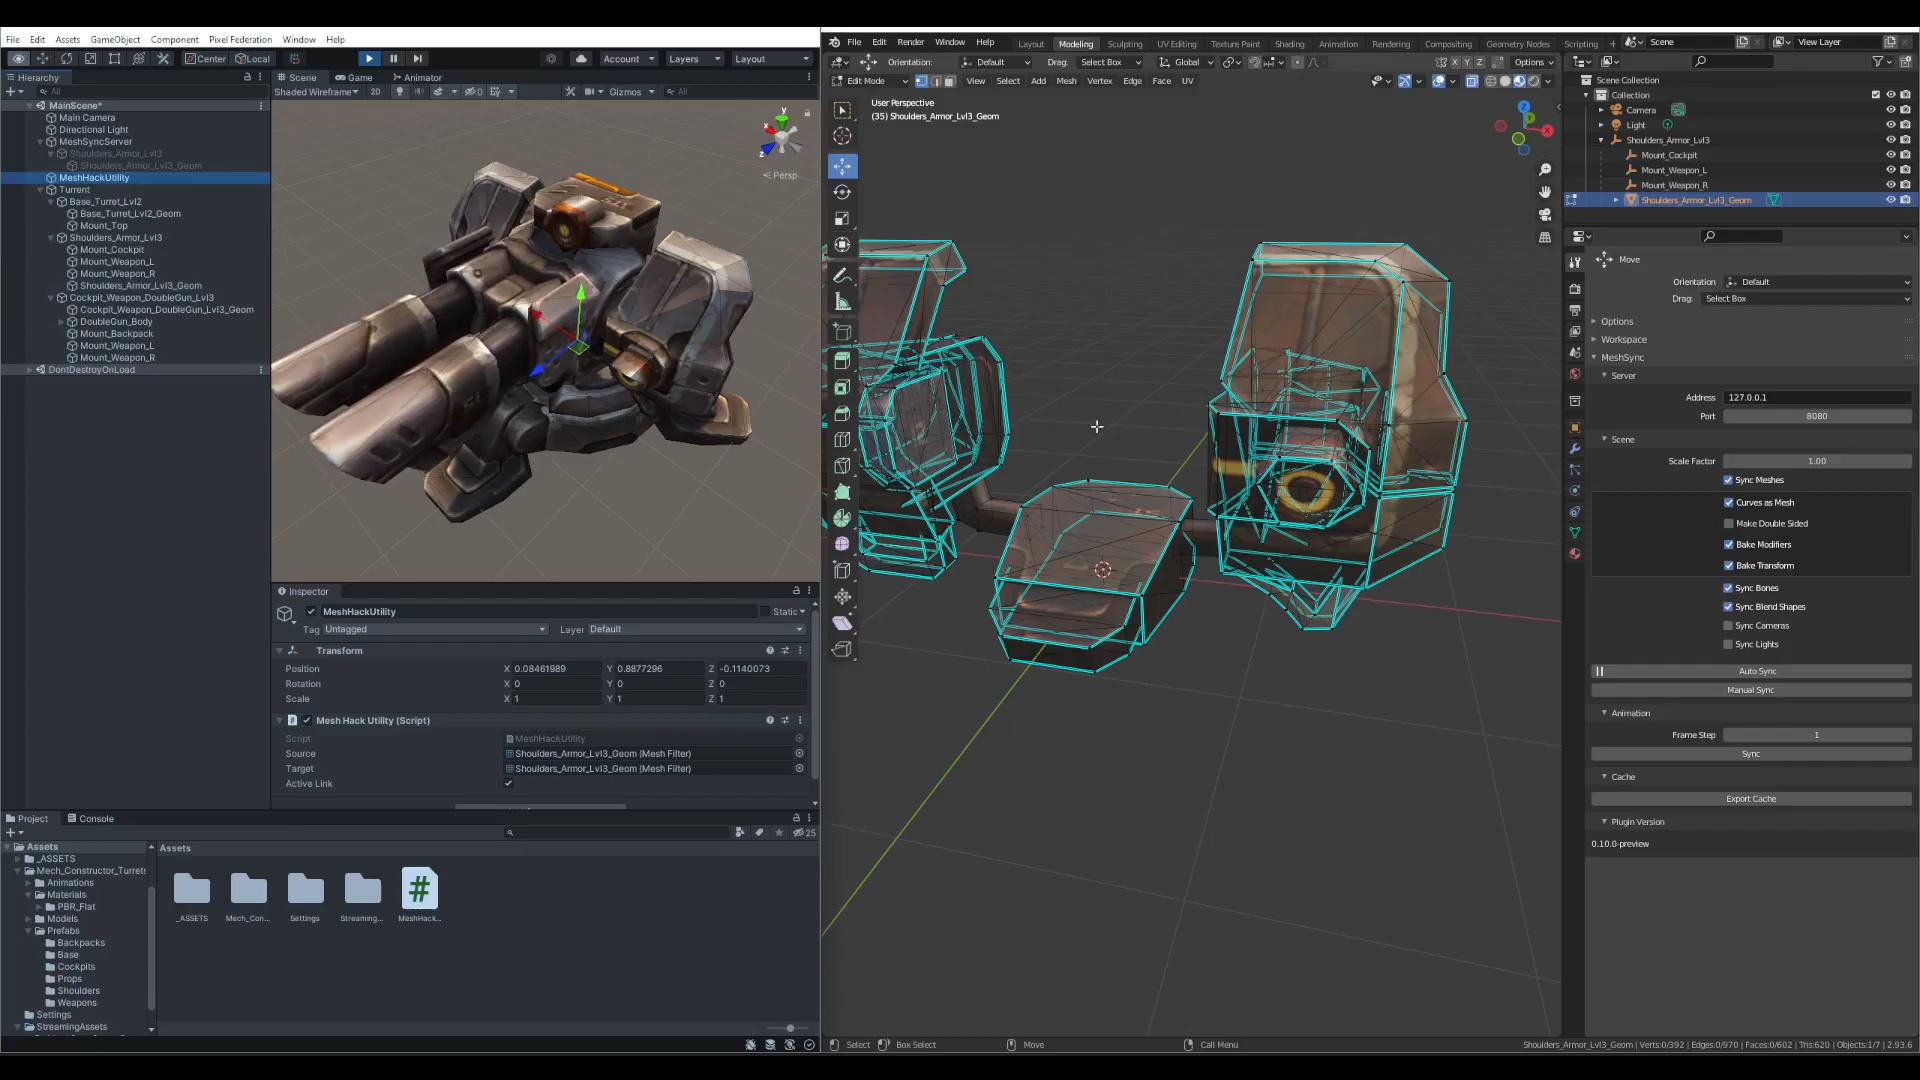 File Edit Assets GameObject Component Pixel Federation Window Help
Center Local Account Layers Layout
Hierarchy
All
MainScene*
Main Camera
Directional Light
MeshSyncServer
Shoulders_Armor_Lvl3
Shoulders_Armor_Lvl3_Geom
MeshHackUtility
Turrent
Base_Turret_Lvl2
Base_Turret_Lvl2_Geom
Mount_Top
Shoulders_Armor_Lvl3
Mount_Cockpit
Mount_Weapon_L
Mount_Weapon_R
Shoulders_Armor_Lvl3_Geom
Cockpit_Weapon_DoubleGun_Lvl3
Cockpit_Weapon_DoubleGun_Lvl3_Geom
DoubleGun_Body
Mount_Backpack
Mount_Weapon_L
Mount_Weapon_R
DontDestroyOnLoad
Scene Game Animator
Shaded Wireframe 2D 0 Gizmos All
y
x
z
Persp
Inspector
MeshHackUtility Static
Tag Untagged Layer Default
Transform
Position X 0.08461989 Y 0.8877296 Z -0.1140073
Rotation X 0 Y 0 Z 0
Scale X 1 Y 1 Z 1
Mesh Hack Utility (Script)
Script MeshHackUtility
Source Shoulders_Armor_Lvl3_Geom (Mesh Filter)
Target Shoulders_Armor_Lvl3_Geom (Mesh Filter)
Active Link
Project Console
25
Assets
_ASSETS
Mech_Constructor_Turrets
Animations
Materials
PBR_Flat
Models
Prefabs
Backpacks
Base
Cockpits
Props
Shoulders
Weapons
Settings
StreamingAssets
Assets
_ASSETS Mech_Con... Settings Streaming... MeshHack...
File Edit Render Window Help Layout Modeling Sculpting UV Editing Texture Paint Shading Animation Rendering Compositing Geometry Nodes Scripting + Scene View Layer
Orientation: Default Drag: Select Box Global X Y Z Options
Edit Mode View Select Add Mesh Vertex Edge Face UV
User Perspective
(35) Shoulders_Armor_Lvl3_Geom
Z
Y
X
Scene Collection
Collection
Camera
Light
Shoulders_Armor_Lvl3
Mount_Cockpit
Mount_Weapon_L
Mount_Weapon_R
Shoulders_Armor_Lvl3_Geom
Move
Orientation Default
Drag: Select Box
Options
Workspace
MeshSync
Server
Address 127.0.0.1
Port 8080
Scene
Scale Factor 1.00
Sync Meshes
Curves as Mesh
Make Double Sided
Bake Modifiers
Bake Transform
Sync Bones
Sync Blend Shapes
Sync Cameras
Sync Lights
Auto Sync
Manual Sync
Animation
Frame Step 1
Sync
Cache
Export Cache
Plugin Version
0.10.0-preview
Select Box Select Move Call Menu
Shoulders_Armor_Lvl3_Geom | Verts:0/392 | Edges:0/970 | Faces:0/602 | Tris:620 | Objects:1/7 | 2.93.6